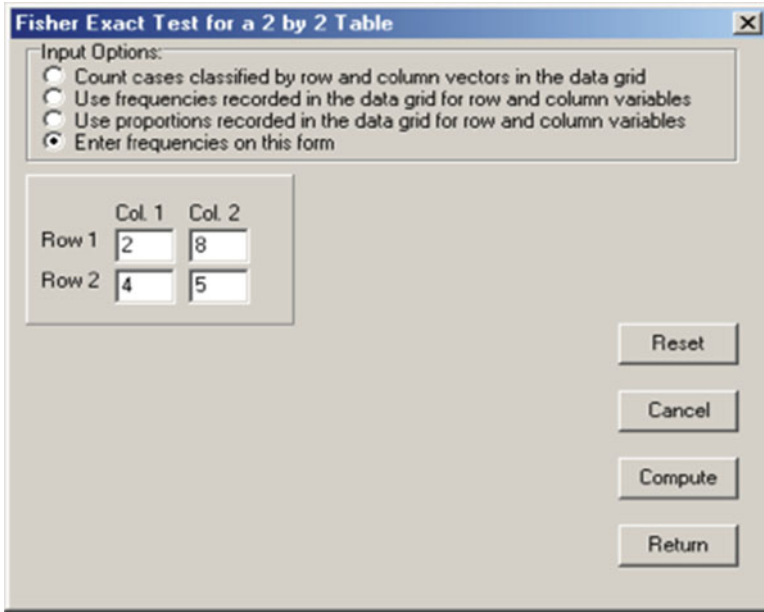 Fisher Exact Test for a 2 by 2 Table
Input Options:
Count cases classified by row and column vectors in the data grid
Use frequencies recorded in the data grid for row and column variables
Use proportions recorded in the data grid for row and column variables
Enter frequencies on this form
Col. 1 Col. 2
Row 1 2 8
Row 2 4 5
Reset
Cancel
Compute
Return